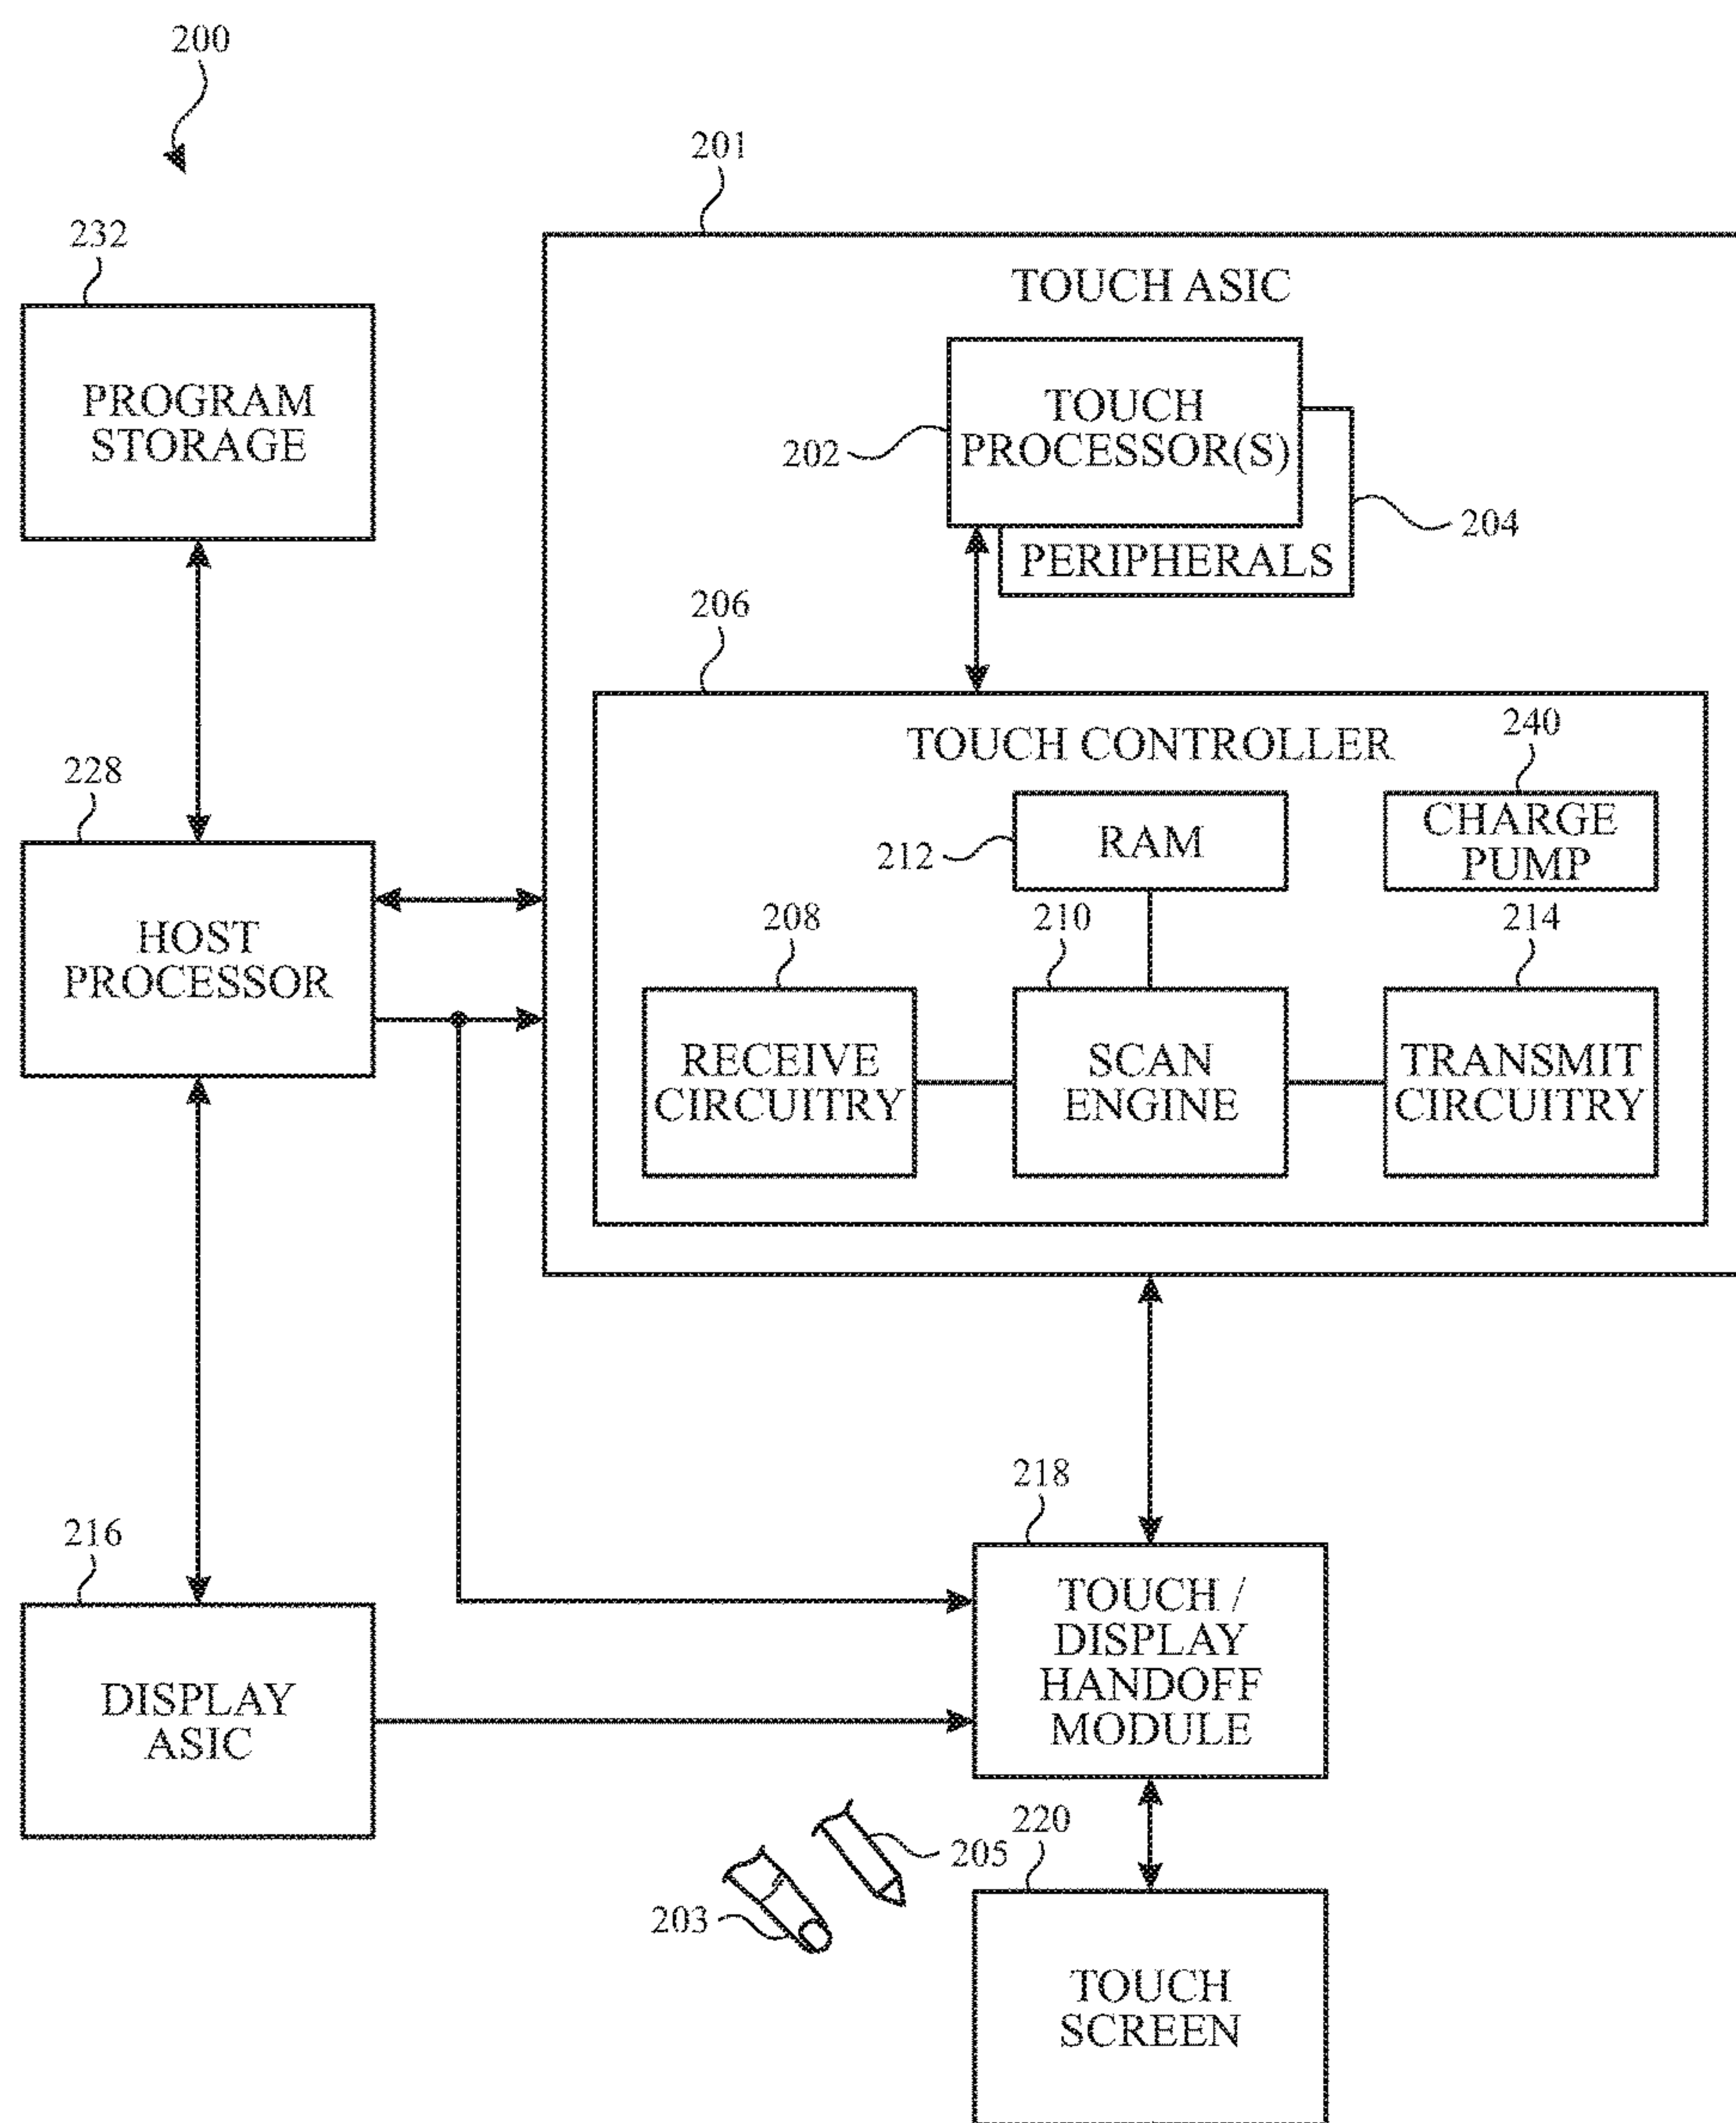 200
201
232
TOUCH ASIC
PROGRAM
STORAGE
TOUCH
PROCESSOR(S)
202
204
PERIPHERALS
206
TOUCH CONTROLLER
240
228
RAM
212
CHARGE
PUMP
208
210
214
HOST
PROCESSOR
RECEIVE
CIRCUITRY
SCAN
ENGINE
TRANSMIT
CIRCUITRY
218
216
TOUCH /
DISPLAY
HANDOFF
MODULE
DISPLAY
ASIC
220
205
203
TOUCH
SCREEN